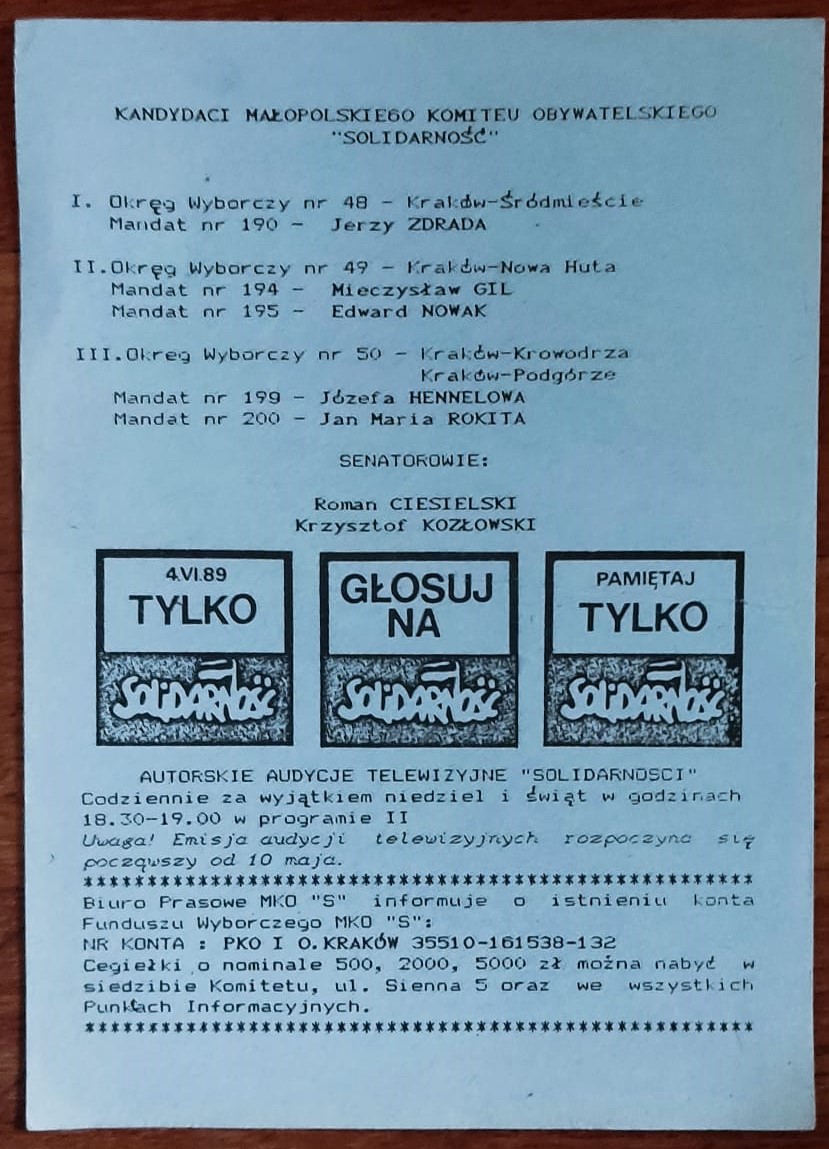 KANDYDACI MAŁOPOLSKIEGO KOMITEU OBYWATELSKIEGO
"SOLIDARNOŚĆ"
I. Okręg Wyborczy nr 48 - Kraków-Śródmieście
Mandat nr 190 - Jerzy ZDRADA
II.Okręg Wyborczy nr 49 - Kraków-Nowa Huta
Mandat nr 194 - Mieczysław GIL
Mandat nr 195 - Edward NOWAK
III.Okreg Wyborczy nr 50 - Kraków-Krowodrza
Kraków-Podgórze
Mandat nr 199 - Józefa HENNELOWA
Mandat nr 200 - Jan Maria ROKITA
SENATOROWIE:
Roman CIESIELSKI
Krzysztof KOZŁOWSKI
4.VI.89
TYLKO
SOLIDARNOŚĆ
GŁOSUJ
NA
SOLIDARNOŚĆ
PAMIĘTAJ
TYLKO
SOLIDARNOŚĆ
AUTORSKIE AUDYCJE TELEWIZYJNE "SOLIDARNOSCI"
Codziennie za wyjątkiem niedziel i świąt w godzinach
18.30-19.00 w programie II
Uwaga! Emisja audycji telewizyjnych rozpoczyna się
począwszy od 10 maja.
****************************************************
Biuro Prasowe MKO "S" informuje o istnieniu konta
Funduszu Wyborczego MKO "S":
NR KONTA : PKO I O.KRAKÓW 35510-161538-132
Cegiełki o nominale 500, 2000, 5000 zł można nabyć w
siedzibie Komitetu, ul. Sienna 5 oraz we wszystkich
Punktach Informacyjnych.
****************************************************